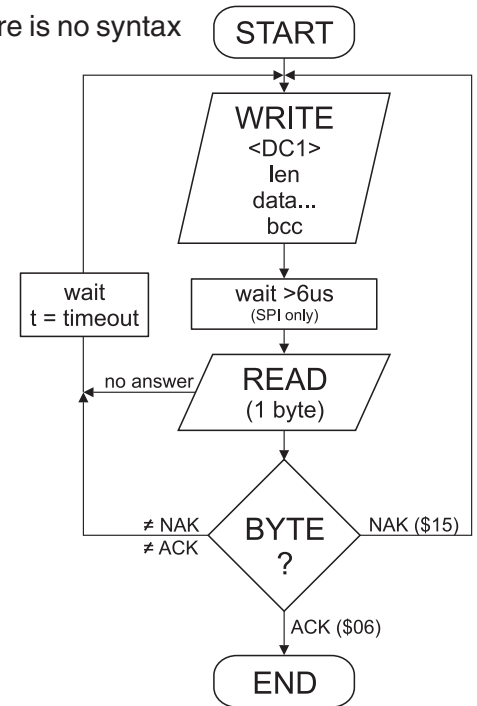 re is no syntax
START
WRITE
<DC1>
len
data...
bcc
wait
t = timeout
wait >6us
(SPI only)
no answer
READ
(1 byte)
≠ NAK
≠ ACK
BYTE
?
NAK ($15)
ACK ($06)
END